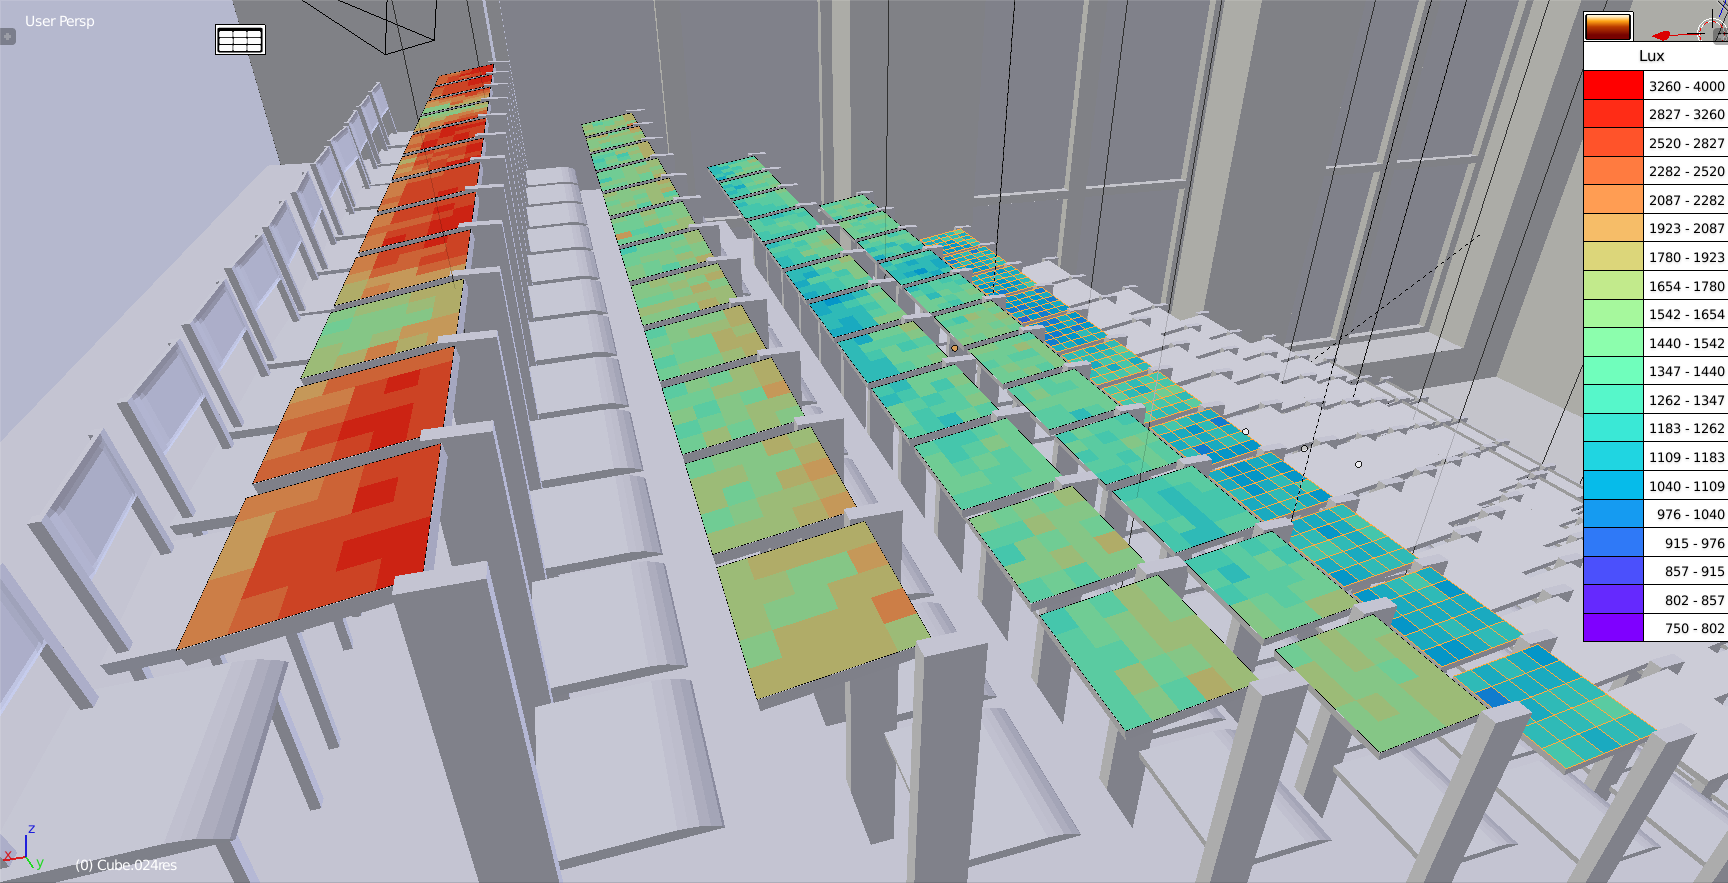 User Persp
Lux
3260 - 4000
2827 - 3260
2520 - 2827
2282 - 2520
2087 - 2282
1923 - 2087
1780 - 1923
1654 - 1780
1542 - 1654
1440 - 1542
1347 - 1440
1262 - 1347
1183 - 1262
1109 - 1183
1040 - 1109
976 - 1040
915 - 976
857 - 915
802 - 857
750 - 802
z
x
y
(0) Cube.024res